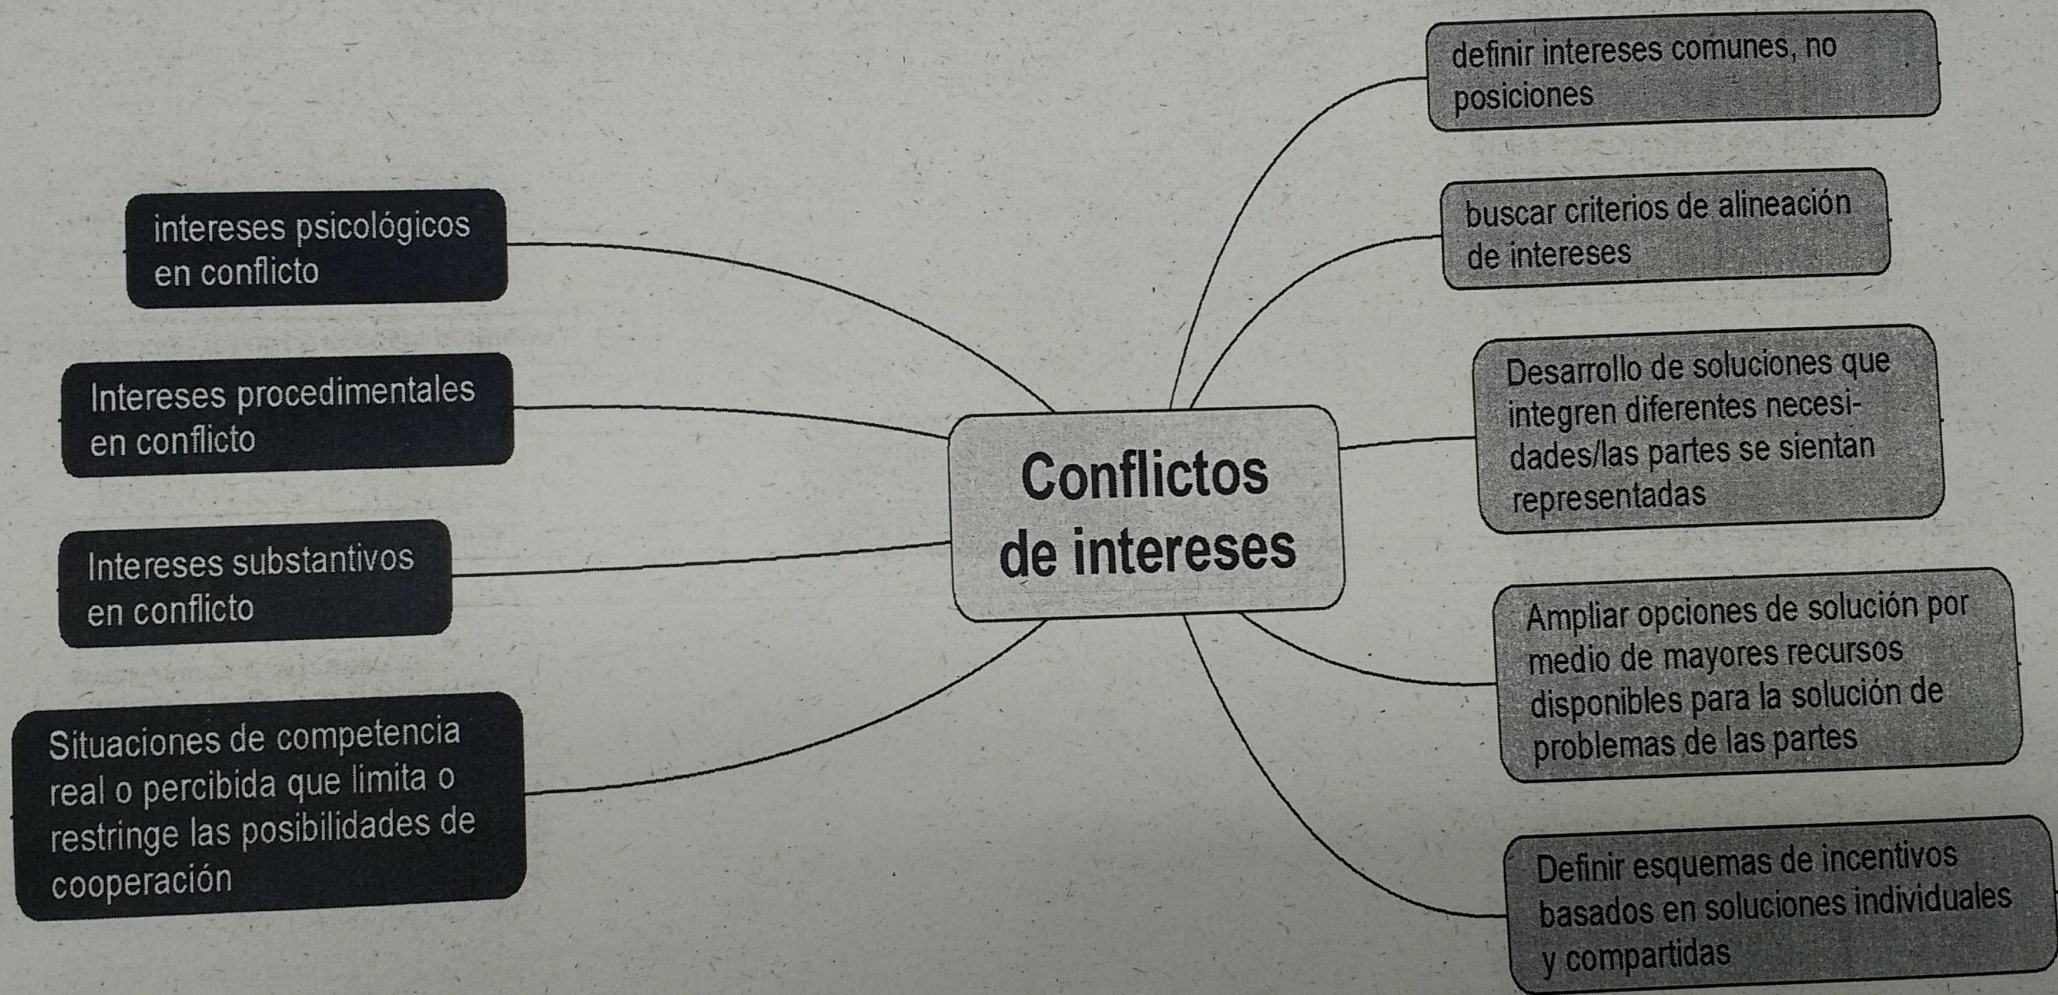 intereses psicológicos
en conflicto
Intereses procedimentales
en conflicto
Intereses substantivos
en conflicto
Situaciones de competencia
real o percibida que limita o
restringe las posibilidades de
cooperación
Conflictos
de intereses
definir intereses comunes, no
posiciones
buscar criterios de alineación
de intereses
Desarrollo de soluciones que
integren diferentes necesi-
dades/las partes se sientan
representadas
Ampliar opciones de solución por
medio de mayores recursos
disponibles para la solución de
problemas de las partes
Definir esquemas de incentivos
basados en soluciones individuales
y compartidas